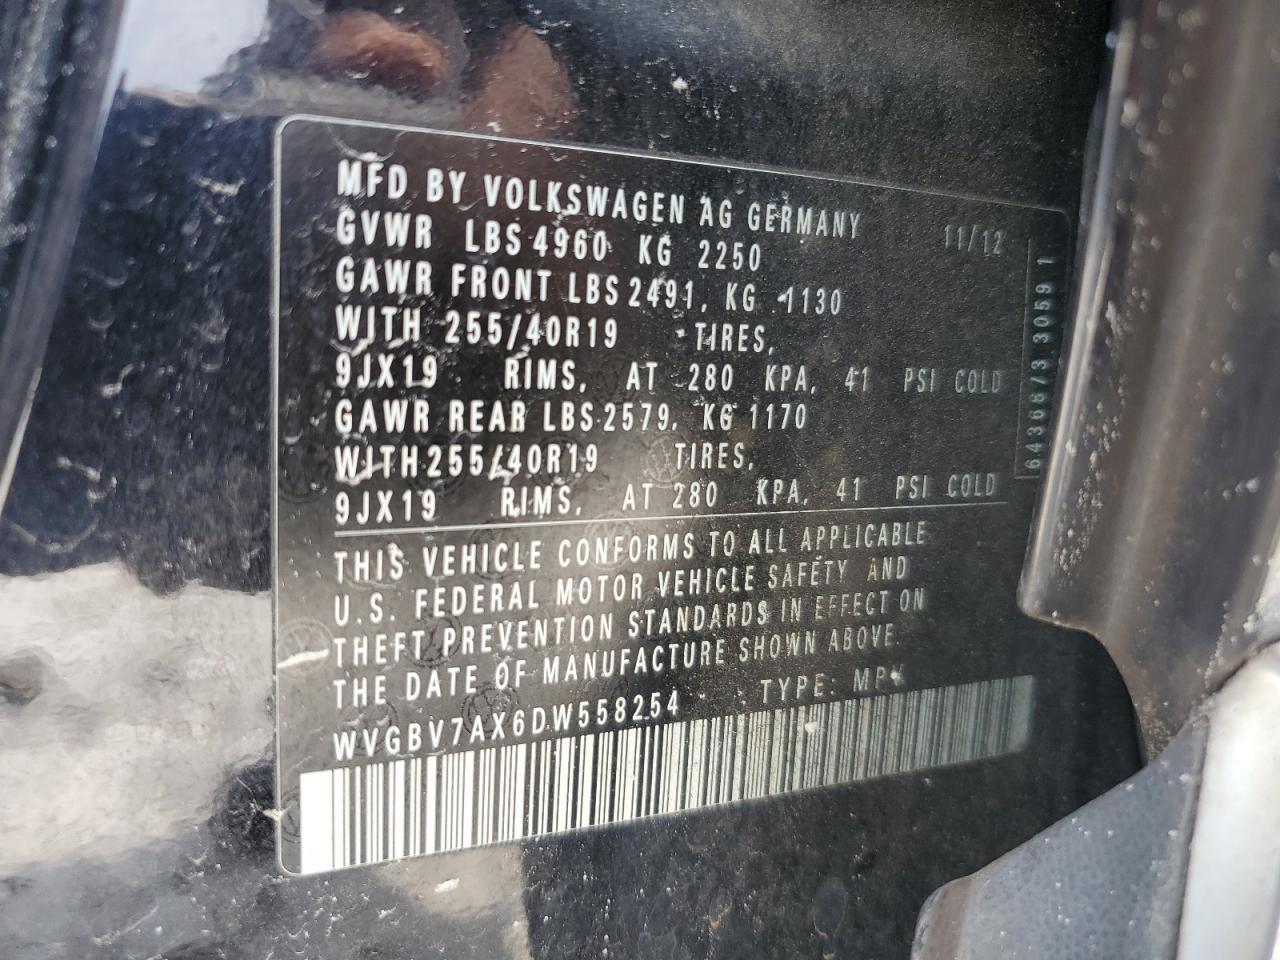 MFD BY VOLKSWAGEN AG GERMANY 11/12
GVWR LBS 4960 KG 2250
GAWR FRONT LBS 2491, KG 1130
WITH 255/40R19 TIRES,
9JX19 RIMS, AT 280 KPA, 41 PSI COLD
GAWR REAR LBS 2579, KG 1170
WITH 255/40R19 TIRES,
9JX19 RIMS, AT 280 KPA, 41 PSI COLD
THIS VEHICLE CONFORMS TO ALL APPLICABLE
U.S. FEDERAL MOTOR VEHICLE SAFETY AND
THEFT PREVENTION STANDARDS IN EFFECT ON
THE DATE OF MANUFACTURE SHOWN ABOVE.
WVGBV7AX6DW558254 TYPE: